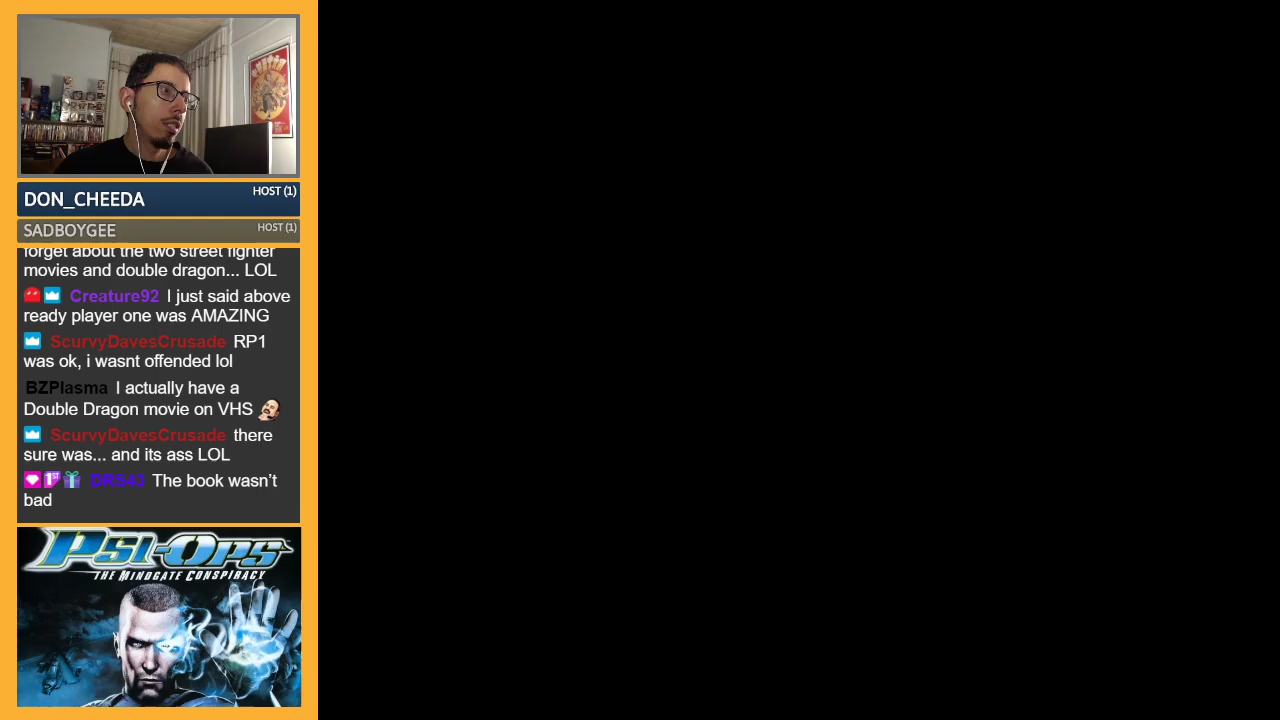 DON_CHEEDA
HOST (1)
SADBOYGEE
HOST (1)
forget about the two street fighter
movies and double dragon... LOL
Creature92 I just said above
ready player one was AMAZING
ScurvyDavesCrusade RP1
was ok, i wasnt offended lol
BZPlasma I actually have a
Double Dragon movie on VHS
ScurvyDavesCrusade there
sure was... and its ass LOL
1ST DRS43 The book wasn't
bad
PSI-OPS
THE MINDGATE CONSPIRACY